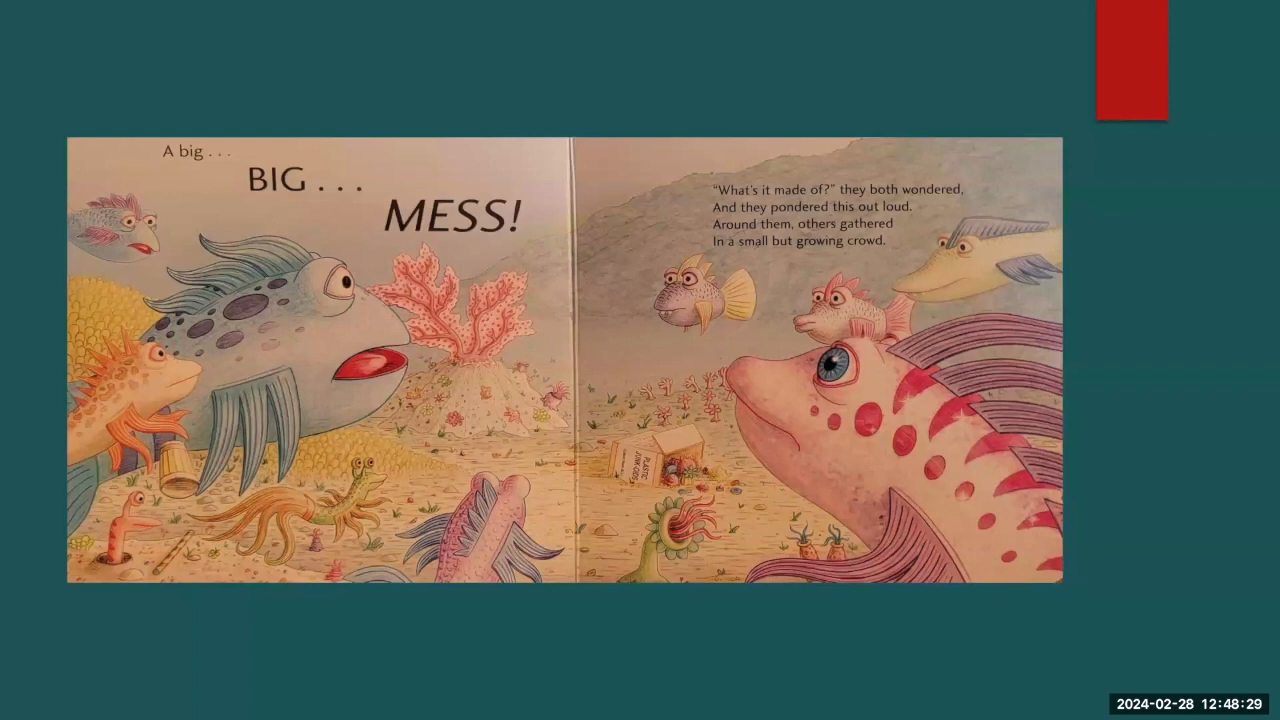 A big . . .
BIG . . .
MESS!
"What's it made of?" they both wondered,
And they pondered this out loud.
Around them, others gathered
In a small but growing crowd.
PLASTIC
2024-02-28 12:48:29